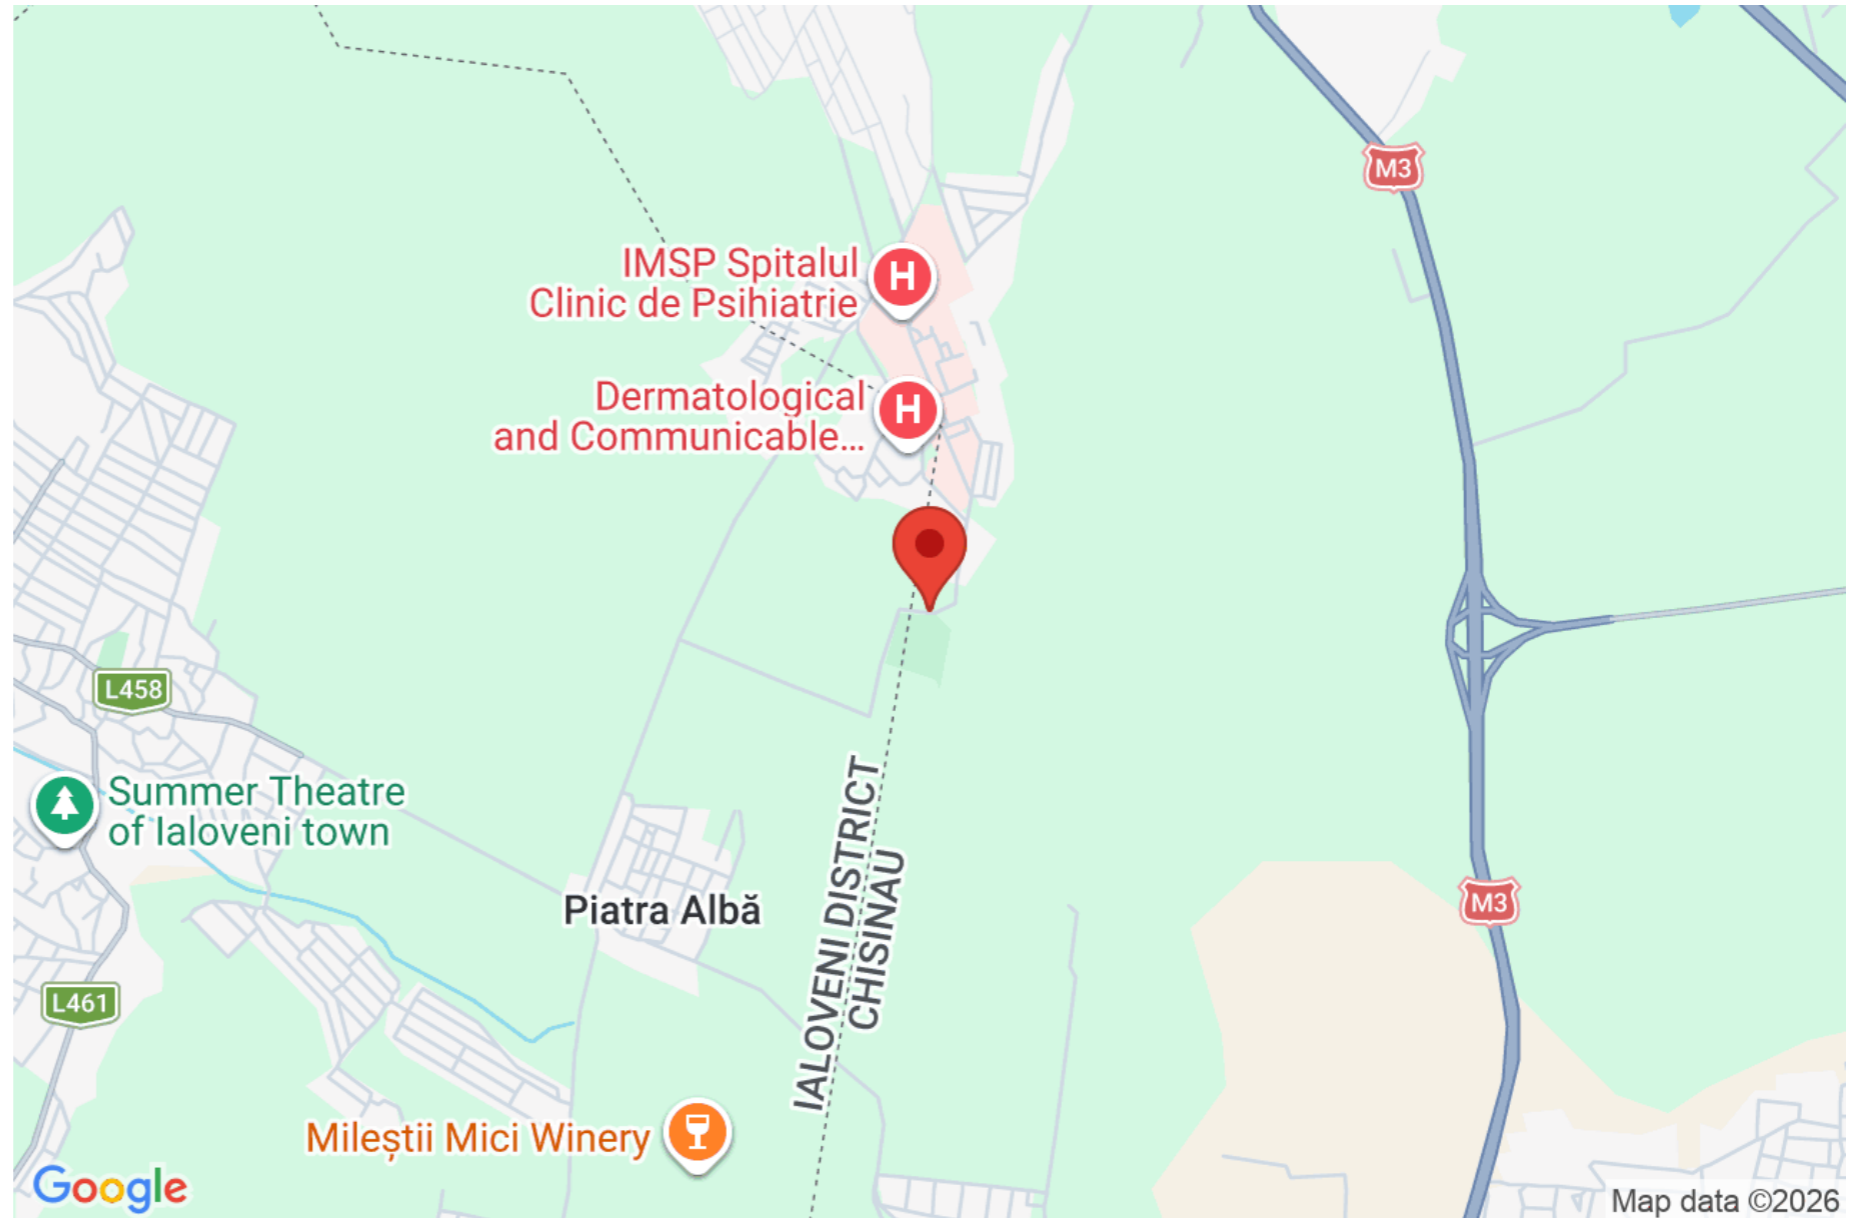 M3
IMSP Spitalul
Clinic de Psihiatrie
H
Dermatological
and Communicable...
H
L458
Summer Theatre
of Ialoveni town
Piatra Albă
IALOVENI DISTRICT
CHISINAU
M3
L461
Mileștii Mici Winery
Google
Map data ©2026